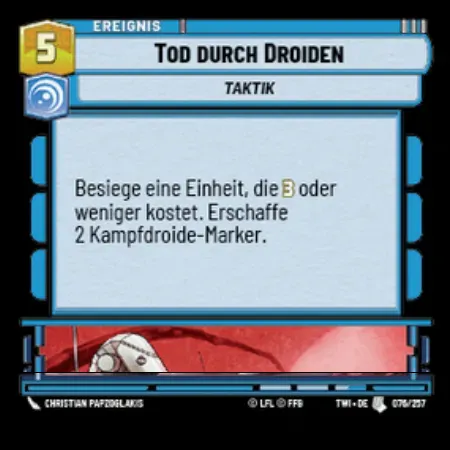 EREIGNIS
5
TOD DURCH DROIDEN
TAKTIK
Besiege eine Einheit, die 3 oder
weniger kostet. Erschaffe
2 Kampfdroide-Marker.
CHRISTIAN PAPZOGLAKIS © LFL © FFG TWI • DE 076/257